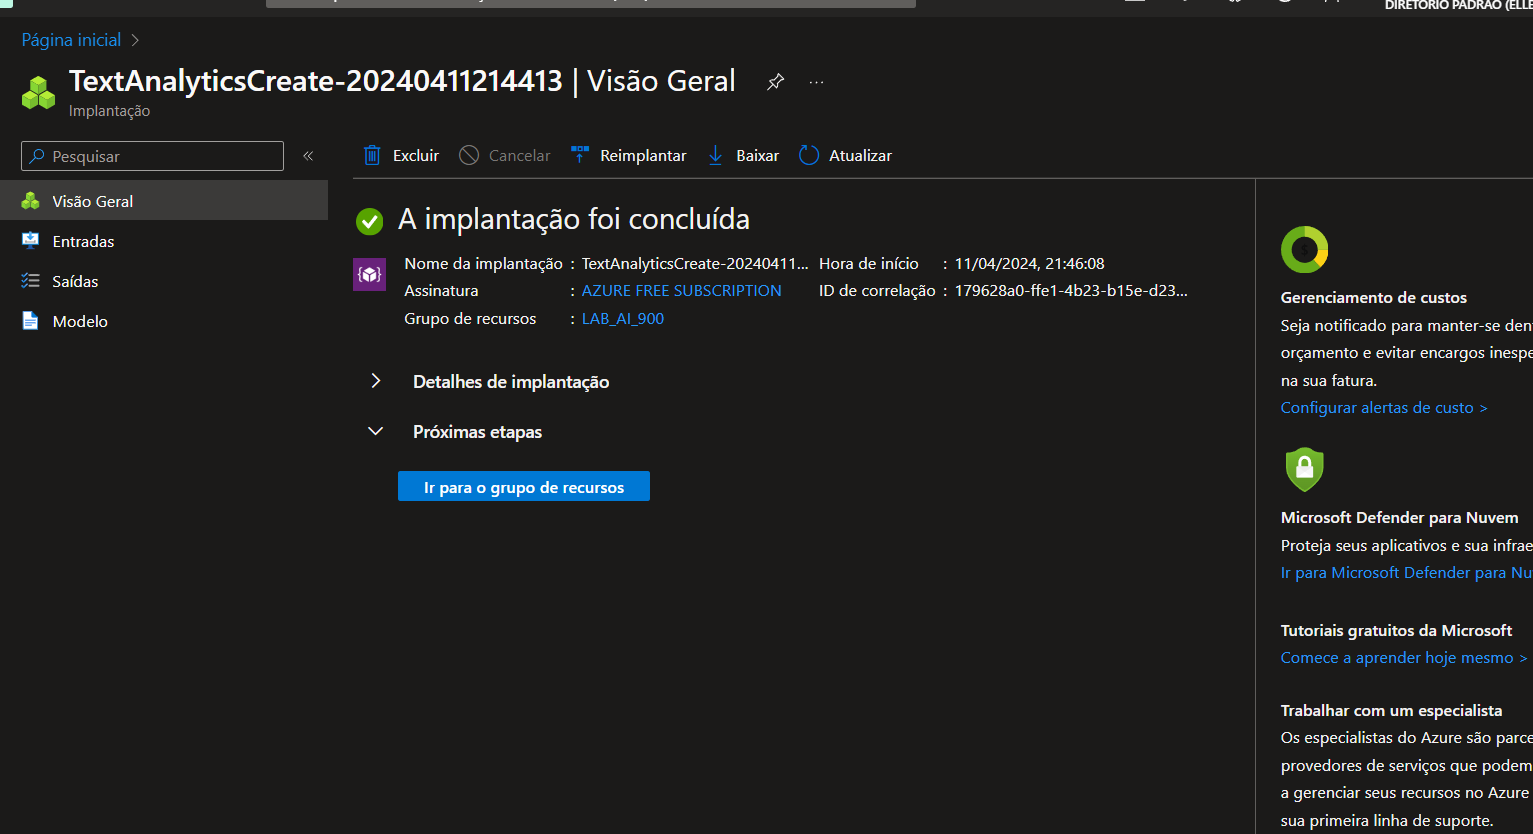 DIRETÓRIO PADRÃO (ELLE
Página inicial
TextAnalyticsCreate-20240411214413 | Visão Geral
...
Implantação
Pesquisar
«
Excluir
Cancelar
Reimplantar
Baixar
Atualizar
Visão Geral
Entradas
Saídas
Modelo
A implantação foi concluída
Nome da implantação : TextAnalyticsCreate-20240411... Hora de início : 11/04/2024, 21:46:08
Assinatura : AZURE FREE SUBSCRIPTION ID de correlação : 179628a0-ffe1-4b23-b15e-d23...
Grupo de recursos : LAB_AI_900
Detalhes de implantação
Próximas etapas
Ir para o grupo de recursos
Gerenciamento de custos
Seja notificado para manter-se den
orçamento e evitar encargos inespe
na sua fatura.
Configurar alertas de custo >
Microsoft Defender para Nuvem
Proteja seus aplicativos e sua infrae
Ir para Microsoft Defender para Nu
Tutoriais gratuitos da Microsoft
Comece a aprender hoje mesmo >
Trabalhar com um especialista
Os especialistas do Azure são parce
provedores de serviços que podem
a gerenciar seus recursos no Azure
sua primeira linha de suporte.